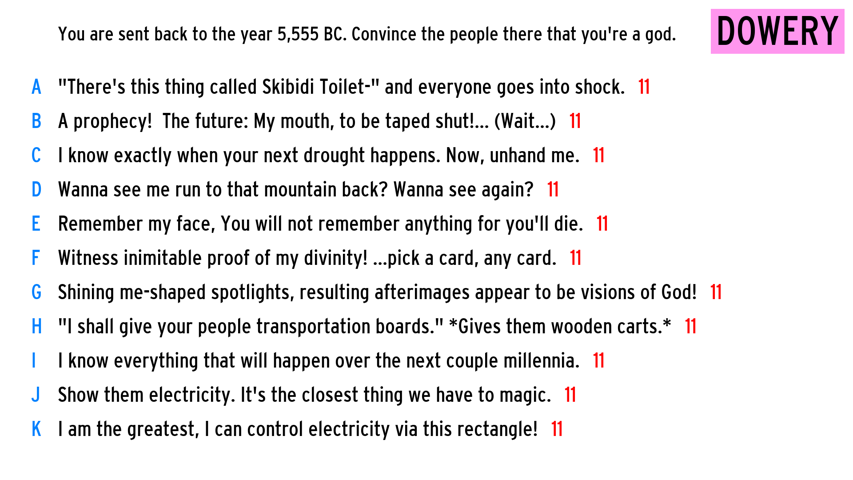 You are sent back to the year 5,555 BC. Convince the people there that you're a god.
DOWERY
A "There's this thing called Skibidi Toilet-" and everyone goes into shock. 11
B A prophecy!  The future: My mouth, to be taped shut!... (Wait...) 11
C I know exactly when your next drought happens. Now, unhand me. 11
D Wanna see me run to that mountain back? Wanna see again? 11
E Remember my face, You will not remember anything for you'll die. 11
F Witness inimitable proof of my divinity! ...pick a card, any card. 11
G Shining me-shaped spotlights, resulting afterimages appear to be visions of God! 11
H "I shall give your people transportation boards." *Gives them wooden carts.* 11
I I know everything that will happen over the next couple millennia. 11
J Show them electricity. It's the closest thing we have to magic. 11
K I am the greatest, I can control electricity via this rectangle! 11